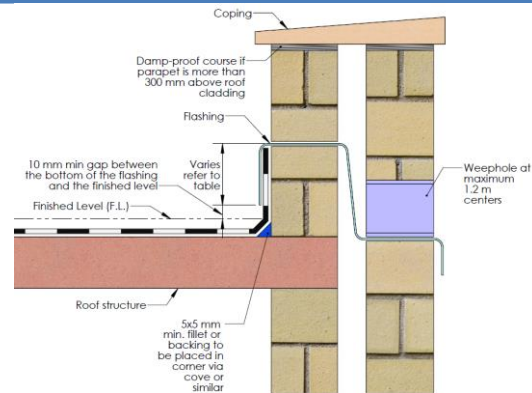 Coping
Damp-proof course if
parapet is more than
300 mm above roof
cladding
Flashing
10 mm min gap between
the bottom of the flashing
and the finished level
Varies
refer to
table
Finished Level (F.L.)
Weephole at
maximum
1.2 m
centers
Roof structure
5x5 mm
min. fillet or
backing to
be placed in
corner via
cove or
similar